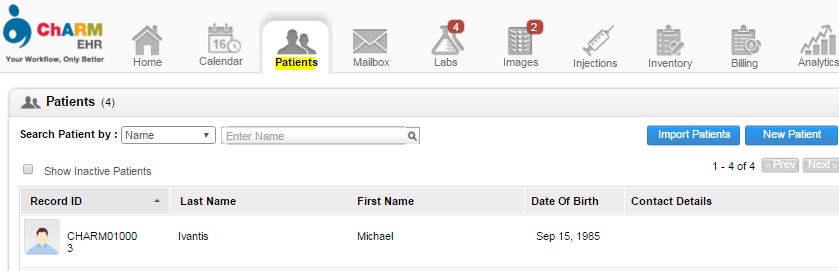 ChARM
EHR
Your Workflow, Only Better
Home
16
Calendar
Patients
Mailbox
4
Labs
2
Images
Injections
Inventory
Billing
Analytics
Patients (4)
Search Patient by : Name Enter Name
Import Patients New Patient
Show Inactive Patients
1 - 4 of 4 « Prev Next »
Record ID Last Name First Name Date Of Birth Contact Details
CHARM01000
3
Ivantis Michael Sep 15, 1985